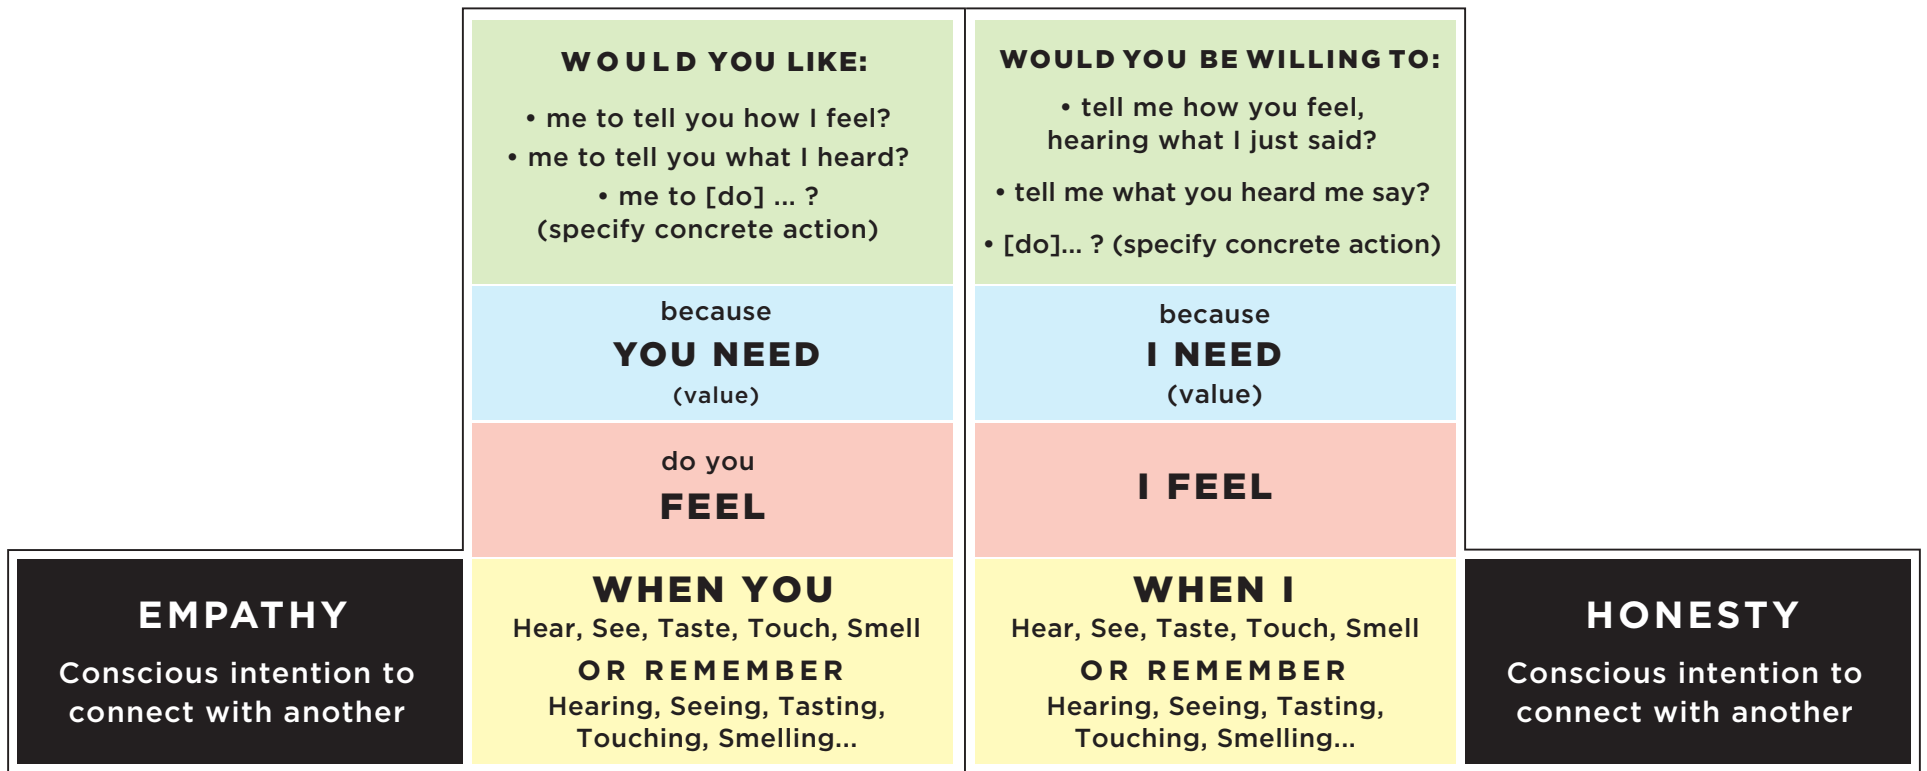 WOULD YOU LIKE:
• me to tell you how I feel?
• me to tell you what I heard?
• me to [do] ... ?
(specify concrete action)
because
YOU NEED
(value)
do you
FEEL
WHEN YOU
Hear, See, Taste, Touch, Smell
OR REMEMBER
Hearing, Seeing, Tasting,
Touching, Smelling...
WOULD YOU BE WILLING TO:
• tell me how you feel,
hearing what I just said?
• tell me what you heard me say?
• [do]... ? (specify concrete action)
because
I NEED
(value)
I FEEL
WHEN I
Hear, See, Taste, Touch, Smell
OR REMEMBER
Hearing, Seeing, Tasting,
Touching, Smelling...
EMPATHY
Conscious intention to
connect with another
HONESTY
Conscious intention to
connect with another